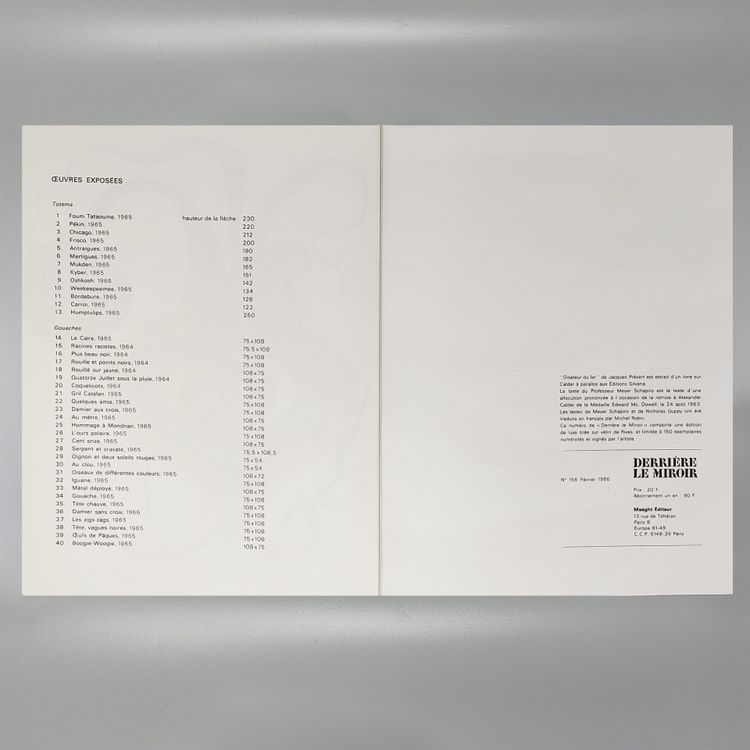 ŒUVRES EXPOSÉES
Totems
1 Foum Tataouine, 1965 hauteur de la flèche 230
2 Pékin, 1965 220
3 Chicago, 1965 212
4 Frisco, 1965 200
5 Antraigues, 1965 190
6 Martigues, 1965 182
7 Mukden, 1965 165
8 Kyber, 1965 151
9 Oshkosh, 1965 142
10 Weekeepeemee, 1965 134
11 Bordebure, 1965 126
12 Carroi, 1965 122
13 Humptulips, 1965 250
Gouaches
14 Le Caire, 1965 75 x 108
15 Racines racistes, 1964 75.5 x 108
16 Plus beau noir, 1964 75 x 108
17 Rouille et points noirs, 1964 75 x 108
18 Rouillé sur jaune, 1964 108 x 75
19 Quatorze Juillet sous la pluie, 1964 108 x 75
20 Coquelicots, 1964 75 x 108
21 Gril Catalan, 1965 108 x 75
22 Quelques amis, 1965 75 x 108
23 Damier aux croix, 1965 75 x 108
24 Au mètre, 1965 108 x 75
25 Hommage à Mondrian, 1965 108 x 75
26 L'ours polaire, 1965 75 x 108
27 Cent onze, 1965 108 x 75
28 Serpent et cravate, 1965 75.5 x 108.5
29 Oignon et deux soleils rouges, 1965 75 x 54
30 Au clou, 1965 75 x 54
31 Oiseaux de différentes couleurs, 1965 108 x 72
32 Iguane, 1965 75 x 108
33 Métal déployé, 1965 75 x 108
34 Gouache, 1965 75 x 108
35 Tête chauve, 1965 108 x 75
36 Damier sans croix, 1966 75 x 108
37 Les zigs-zags, 1965 75 x 108
38 Tête, vagues noires, 1965 75 x 108
39 Œufs de Pâques, 1965 75 x 108
40 Boogie-Woogie, 1965 108 x 75
"Oiseleur du fer" de Jacques Prévert est extrait d'un livre sur
Calder à paraître aux Éditions Silvana.
Le texte du Professeur Meyer Schapiro est le texte d'une
allocution prononcée à l'occasion de la remise à Alexander
Calder de la Médaille Edward Mc. Dowell, le 24 août 1963.
Les textes de Meyer Schapiro et de Nicholas Guppy ont été
traduits en français par Michel Robic.
Ce numéro de « Derrière le Miroir » comporte une édition
de luxe tirée sur vélin de Rives, et limitée à 150 exemplaires
numérotés et signés par l'artiste.
DERRIÈRE
LE MIROIR
N° 156 Février 1966
Prix : 20 F.
Abonnement un an : 90 F.
Maeght Éditeur
13 rue de Téhéran
Paris 8
Europe 61-49
C.C.P. 6148-39 Paris